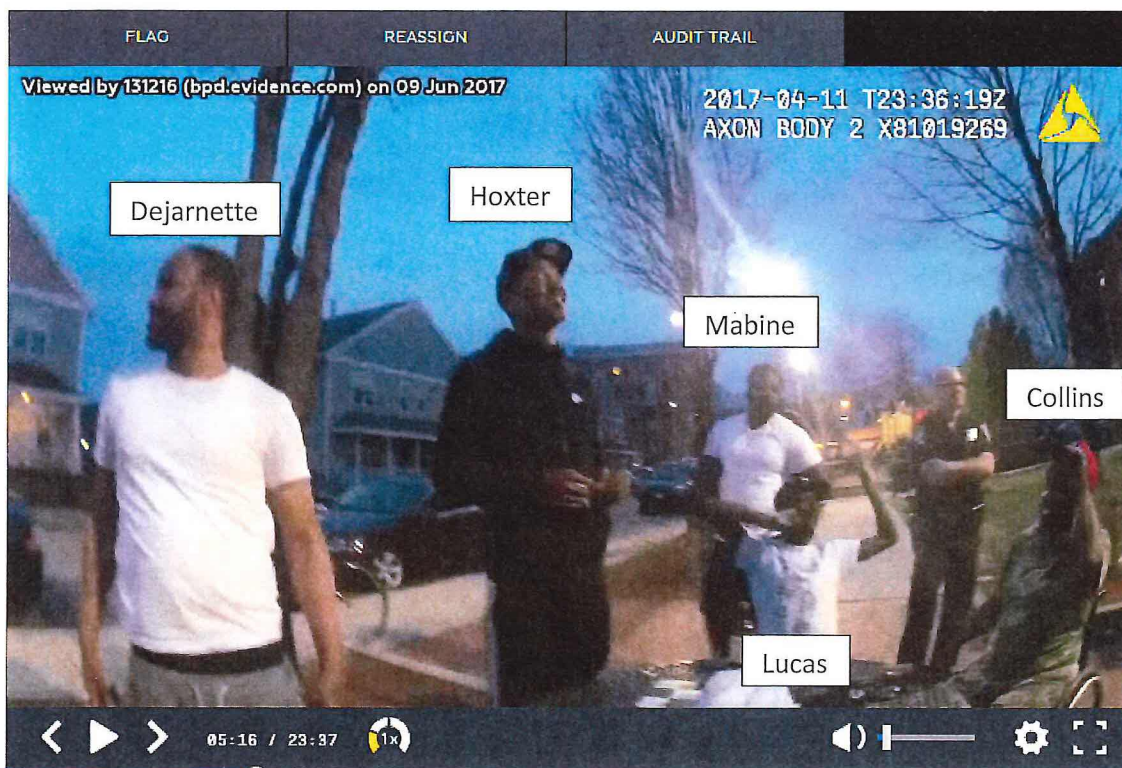 FLAG REASSIGN AUDIT TRAIL
Viewed by 131216 (bpd.evidence.com) on 09 Jun 2017
2017-04-11 T23:36:19Z
AXON BODY 2 X81019269
Dejarnette
Hoxter
Mabine
Collins
Lucas
05:16 / 23:37
1x